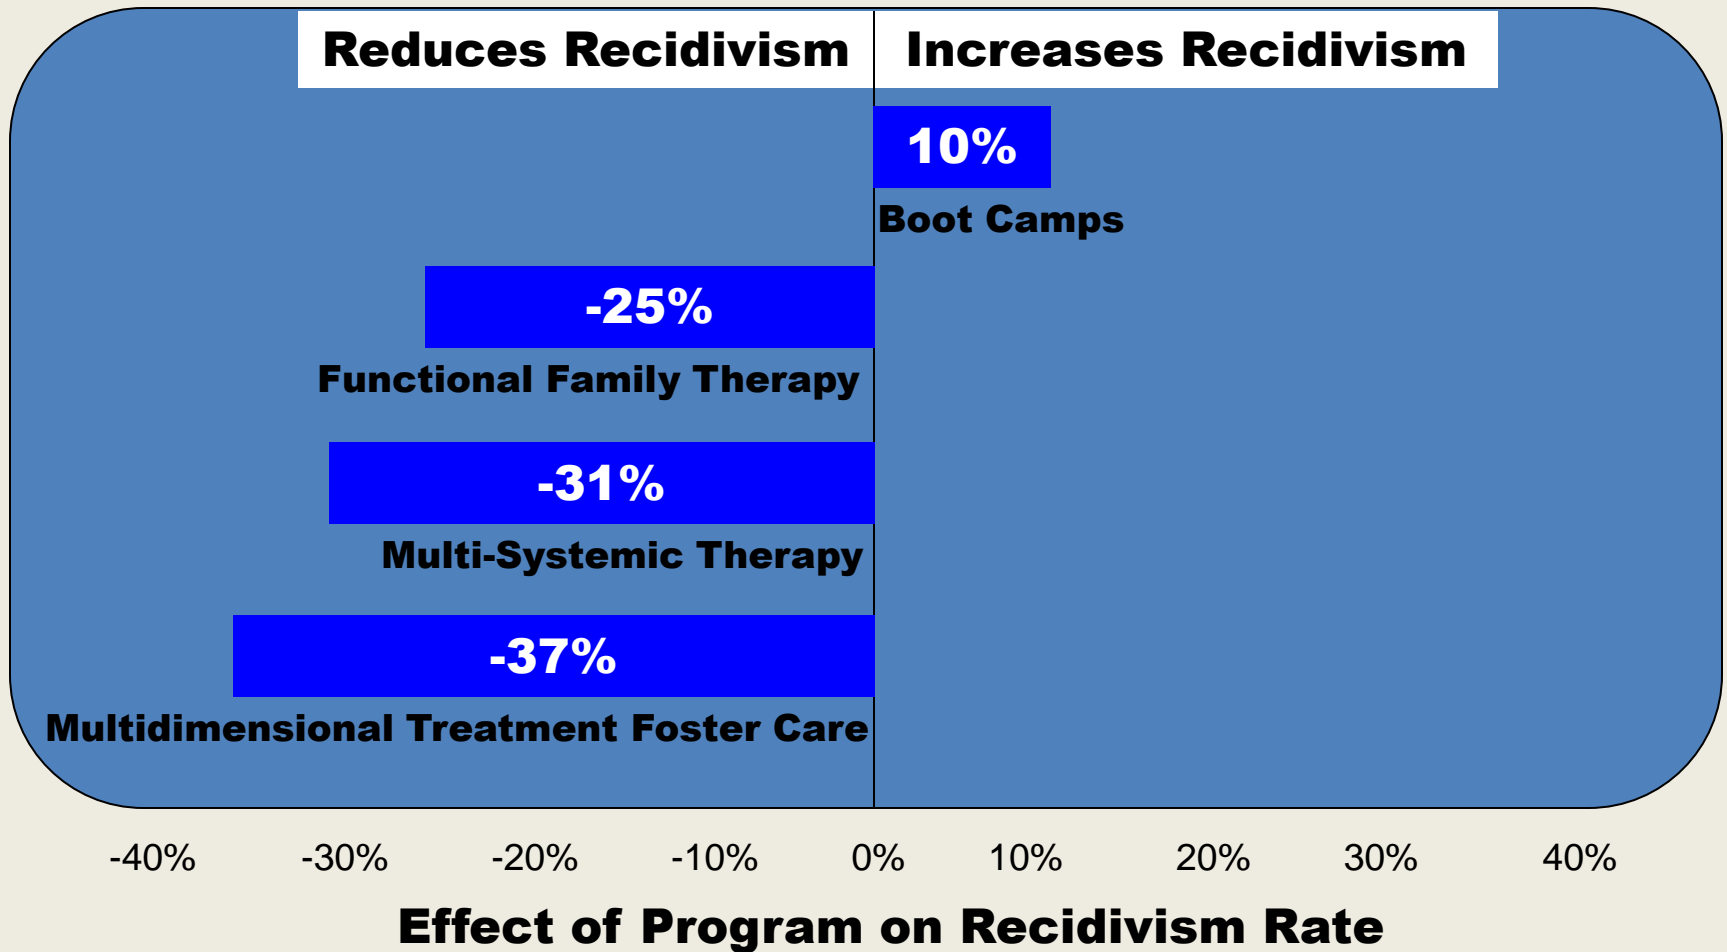 Reduces Recidivism
Increases Recidivism
10%
Boot Camps
-25%
Functional Family Therapy
-31%
Multi-Systemic Therapy
-37%
Multidimensional Treatment Foster Care
-40% -30% -20% -10% 0% 10% 20% 30% 40%
Effect of Program on Recidivism Rate